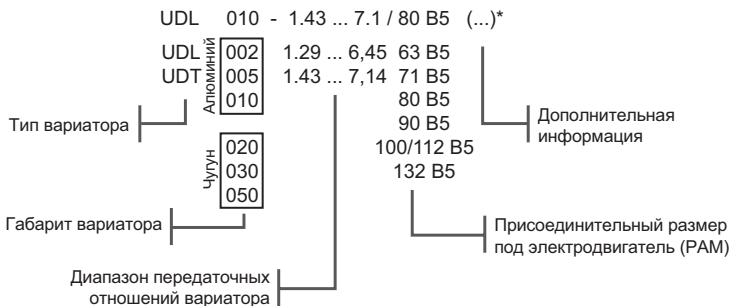 UDL 010 - 1.43 ... 7.1 / 80 B5 (...)*
UDL 002 1.29 ... 6,45 63 B5
UDT 005 1.43 ... 7,14 71 B5
010 80 B5
Алюминий
90 B5
100/112 B5
132 B5
Тип вариатора
Дополнительная
информация
020
030
050
Чугун
Габарит вариатора
Присоединительный размер
под электродвигатель (PAM)
Диапазон передаточных
отношений вариатора